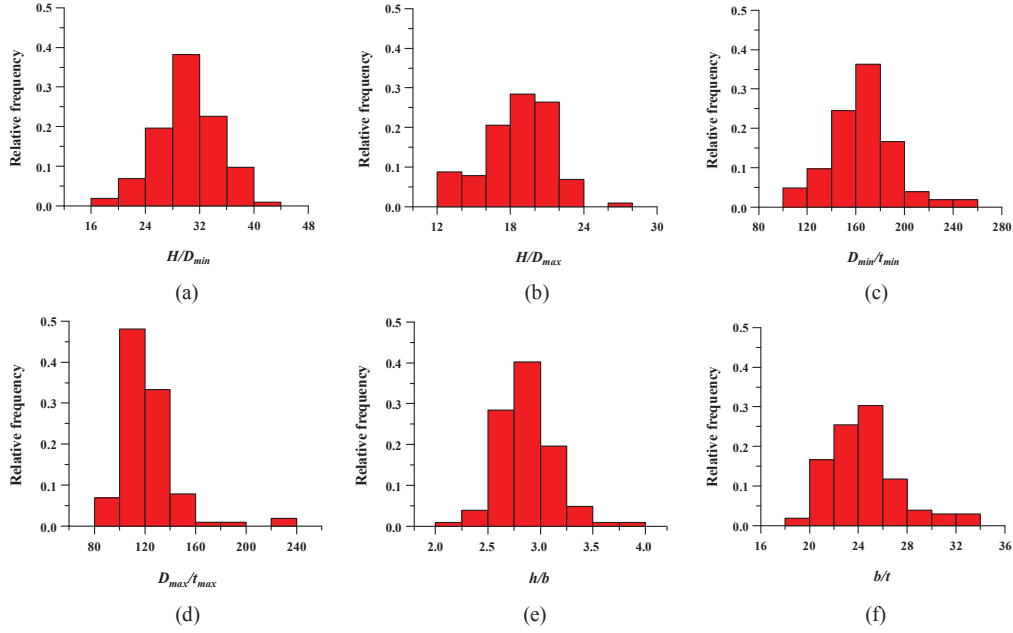 0.5
0.4
0.3
0.2
0.1
0.0
Relative frequency
16 24 32 40 48
H/D_min
(a)
0.5
0.4
0.3
0.2
0.1
0.0
Relative frequency
12 18 24 30
H/D_max
(b)
0.5
0.4
0.3
0.2
0.1
0.0
Relative frequency
80 120 160 200 240 280
D_min/t_min
(c)
0.5
0.4
0.3
0.2
0.1
0.0
Relative frequency
80 120 160 200 240
D_max/t_max
(d)
0.5
0.4
0.3
0.2
0.1
0.0
Relative frequency
2.0 2.5 3.0 3.5 4.0
h/b
(e)
0.5
0.4
0.3
0.2
0.1
0.0
Relative frequency
16 20 24 28 32 36
b/t
(f)